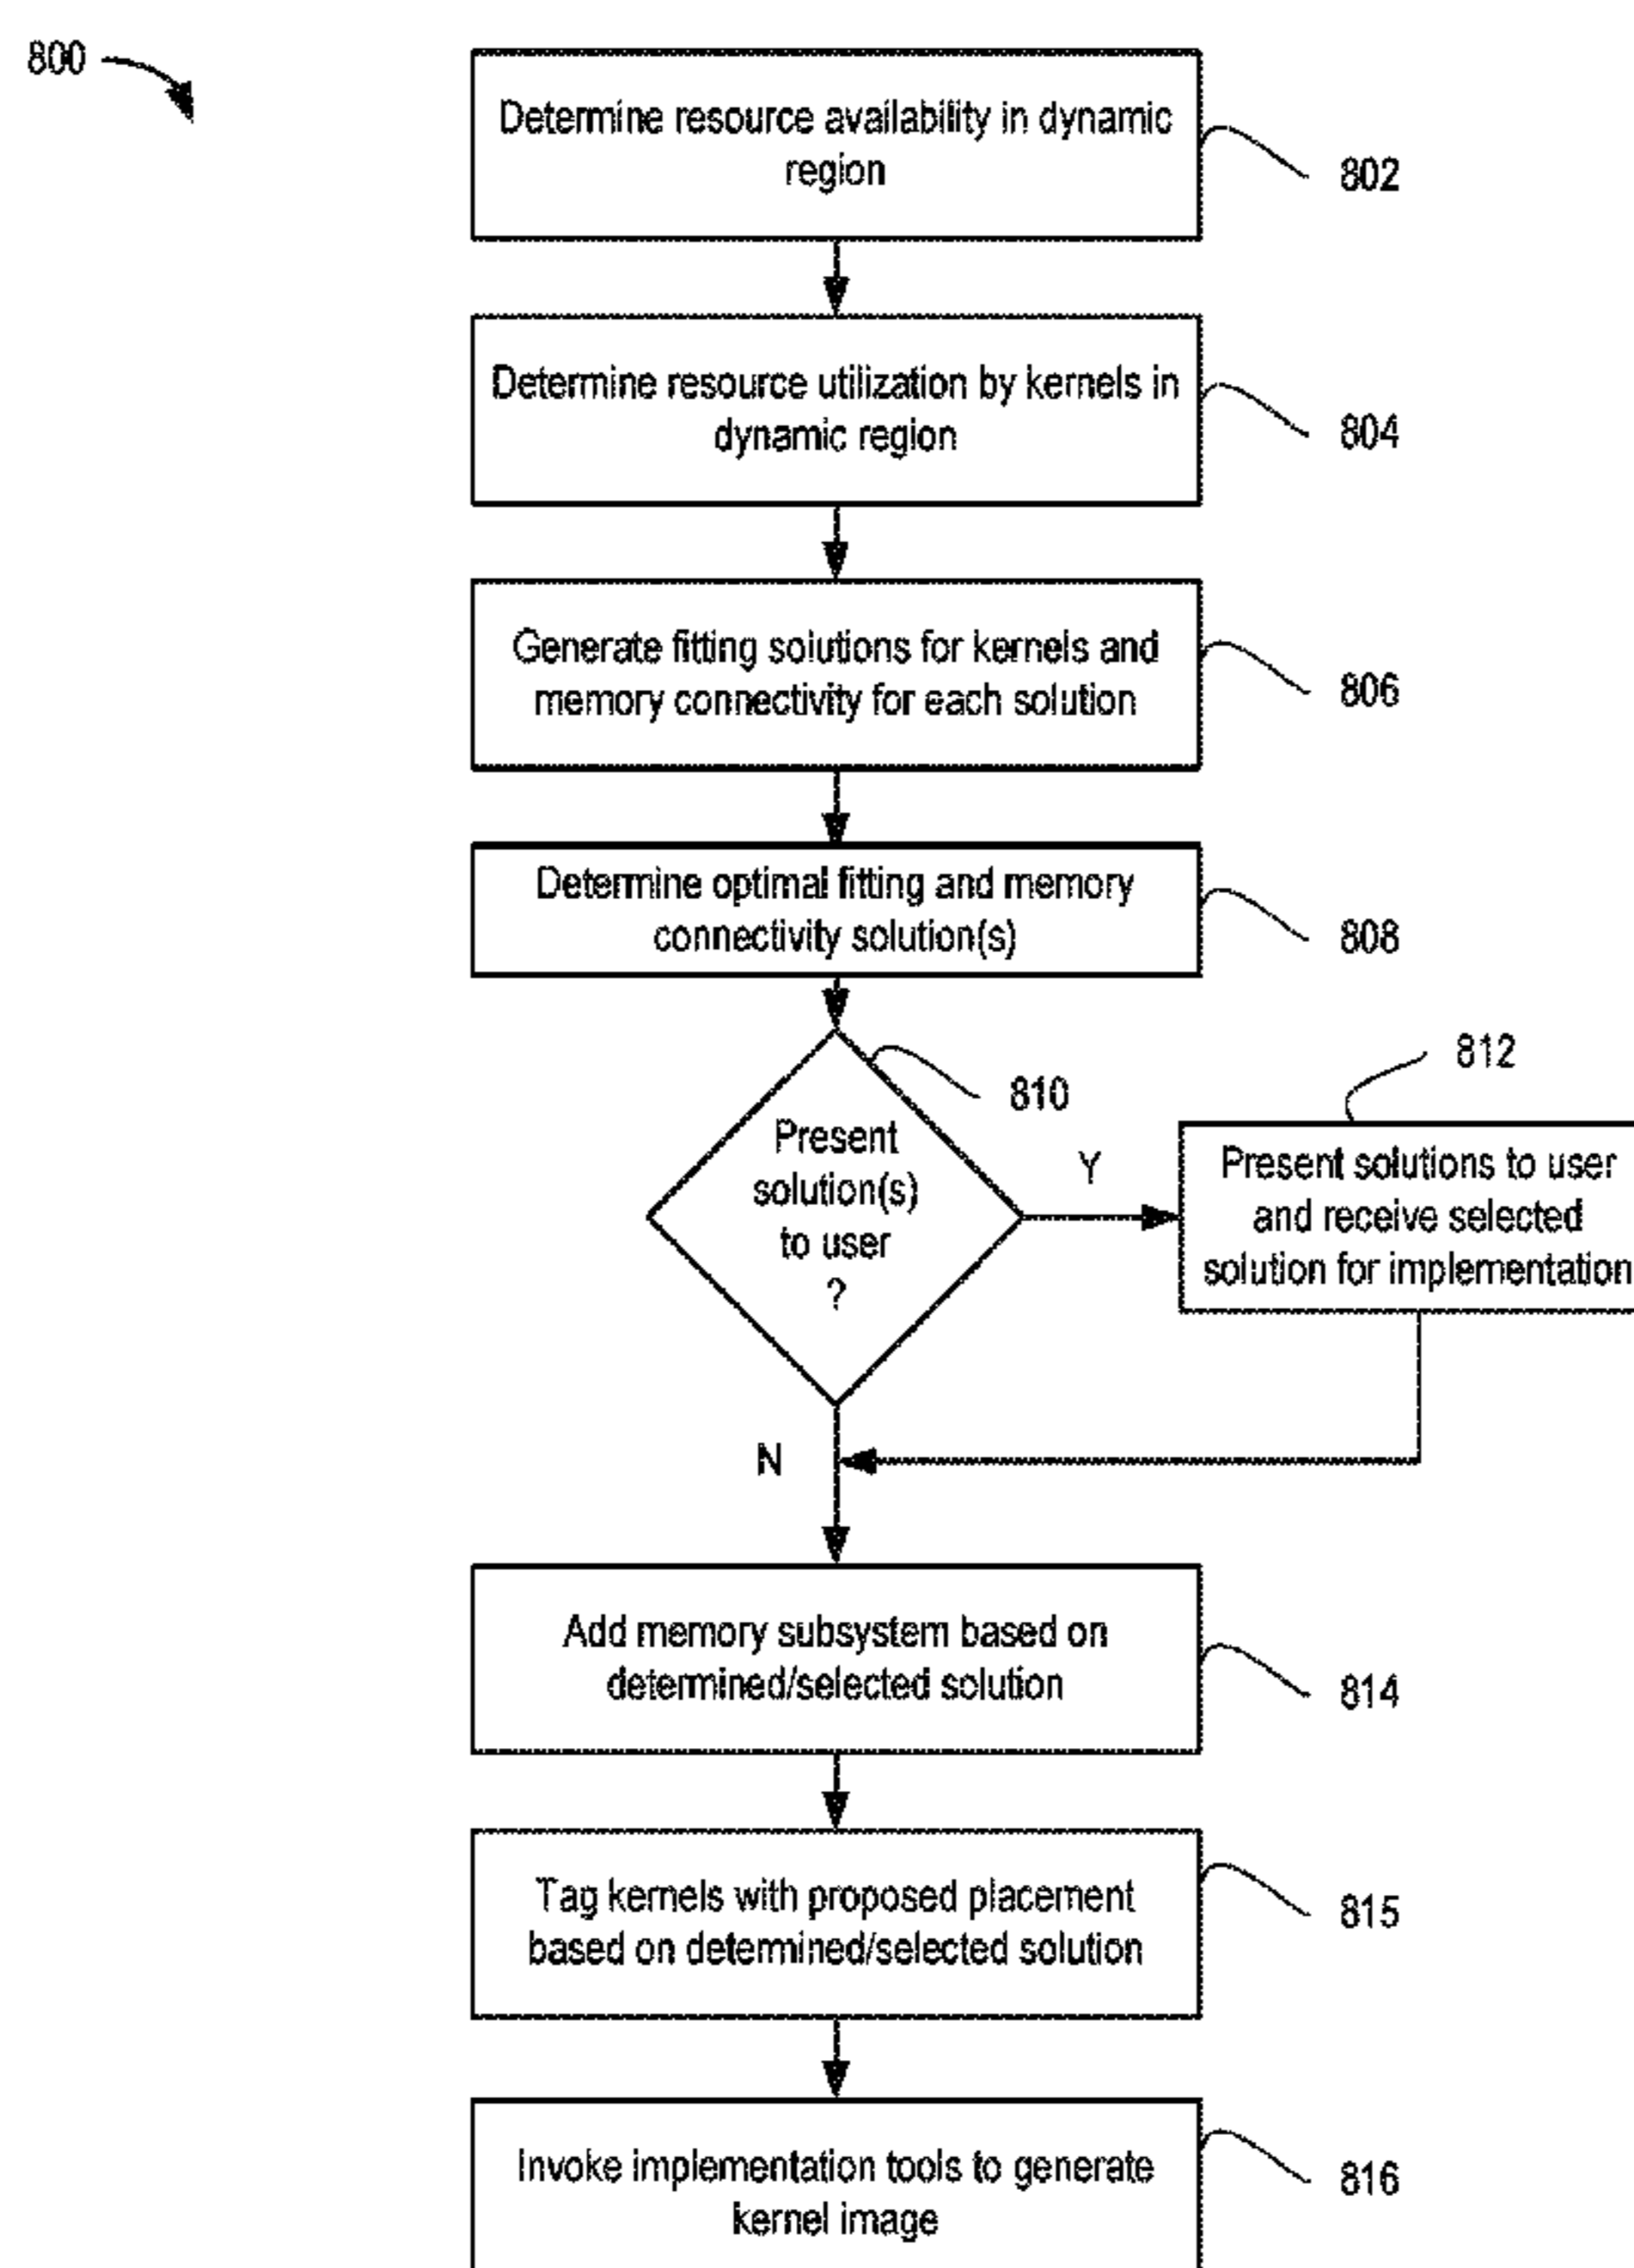 800
Determine resource availability in dynamic
region
802
Determine resource utilization by kernels in
dynamic region
804
Generate fitting solutions for kernels and
memory connectivity for each solution
806
Determine optimal fitting and memory
connectivity solution(s)
808
810
Present
solution(s)
to user
?
Y
812
Present solutions to user
and receive selected
solution for implementation
N
Add memory subsystem based on
determined/selected solution
814
Tag kernels with proposed placement
based on determined/selected solution
815
Invoke implementation tools to generate
kernel image
816